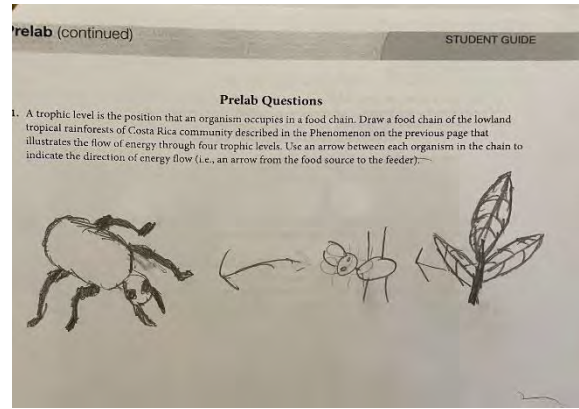 Prelab (continued)
STUDENT GUIDE
Prelab Questions
1. A trophic level is the position that an organism occupies in a food chain. Draw a food chain of the lowland
tropical rainforests of Costa Rica community described in the Phenomenon on the previous page that
illustrates the flow of energy through four trophic levels. Use an arrow between each organism in the chain to
indicate the direction of energy flow (i.e., an arrow from the food source to the feeder).